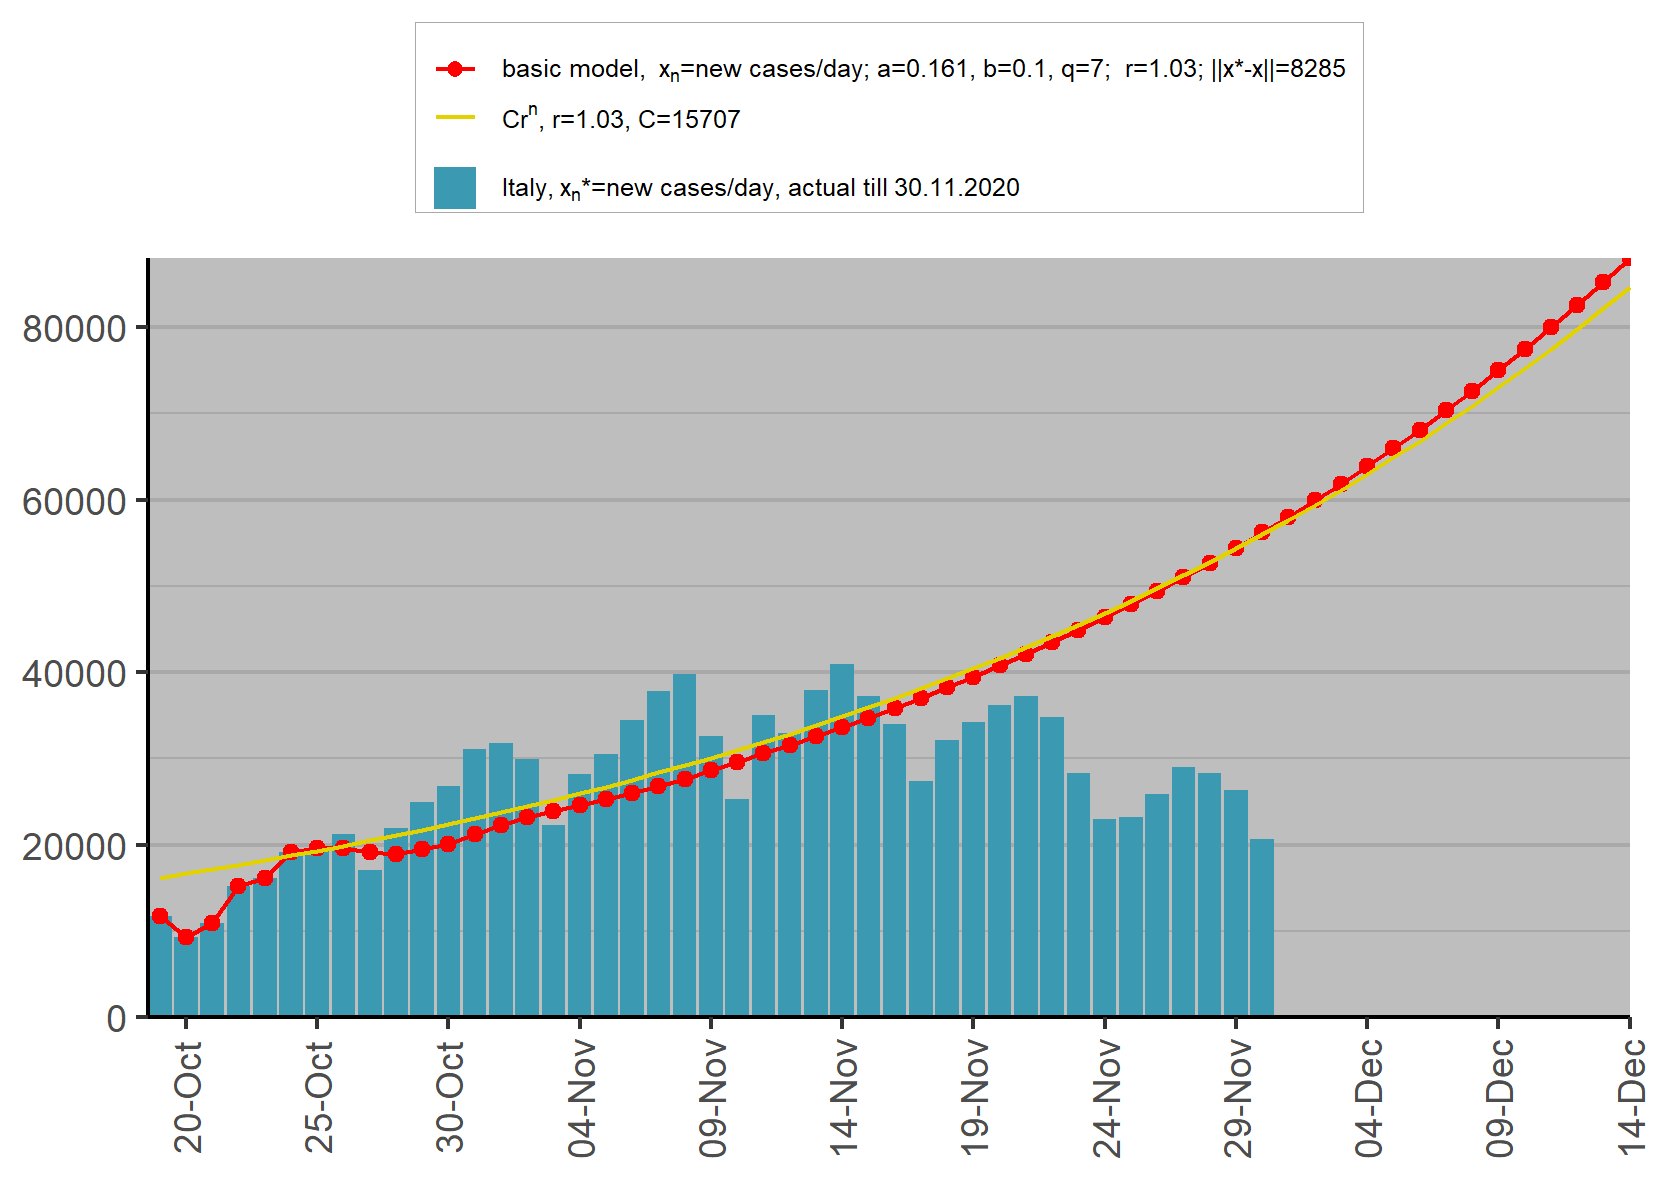 basic model,  xn=new cases/day; a=0.161, b=0.1, q=7;  r=1.03; ||x*-x||=8285
Crⁿ, r=1.03, C=15707
Italy, xn*=new cases/day, actual till 30.11.2020
80000
60000
40000
20000
0
20-Oct
25-Oct
30-Oct
04-Nov
09-Nov
14-Nov
19-Nov
24-Nov
29-Nov
04-Dec
09-Dec
14-Dec